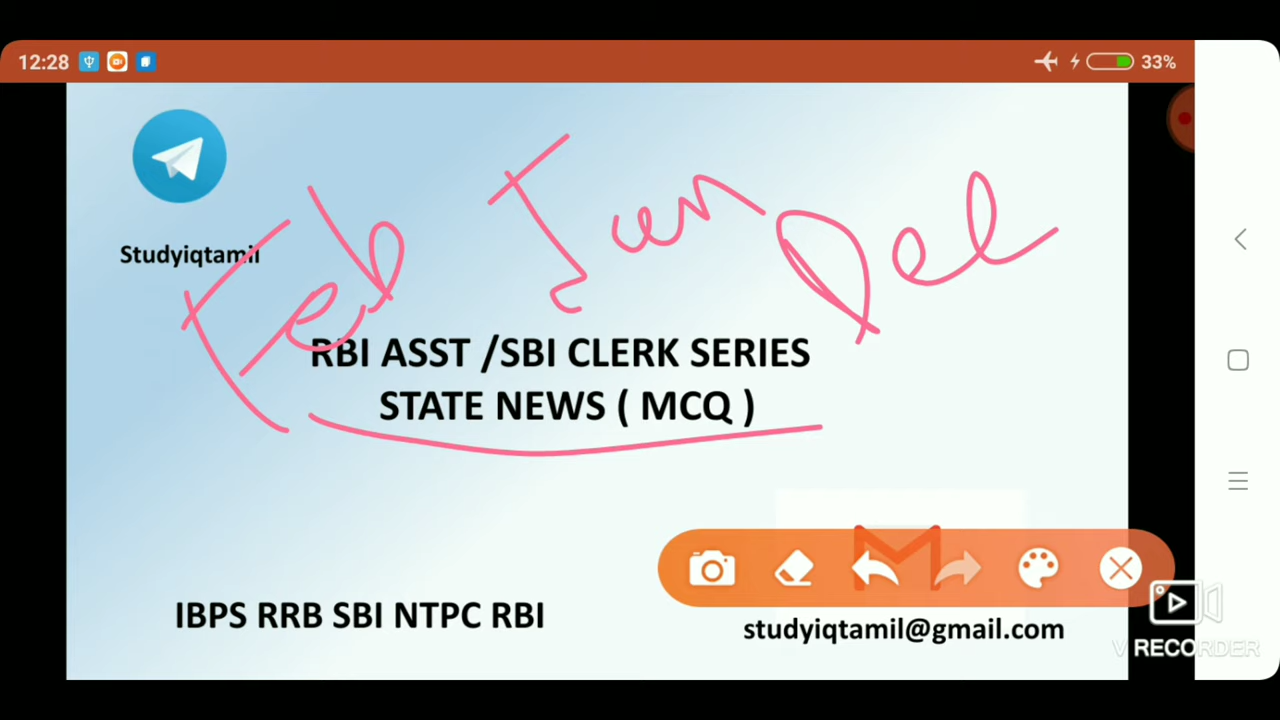 12:28 33%
Studyiqtamil
Feb Jan Del
RBI ASST /SBI CLERK SERIES
STATE NEWS ( MCQ )
IBPS RRB SBI NTPC RBI
studyiqtamil@gmail.com
V RECORDER